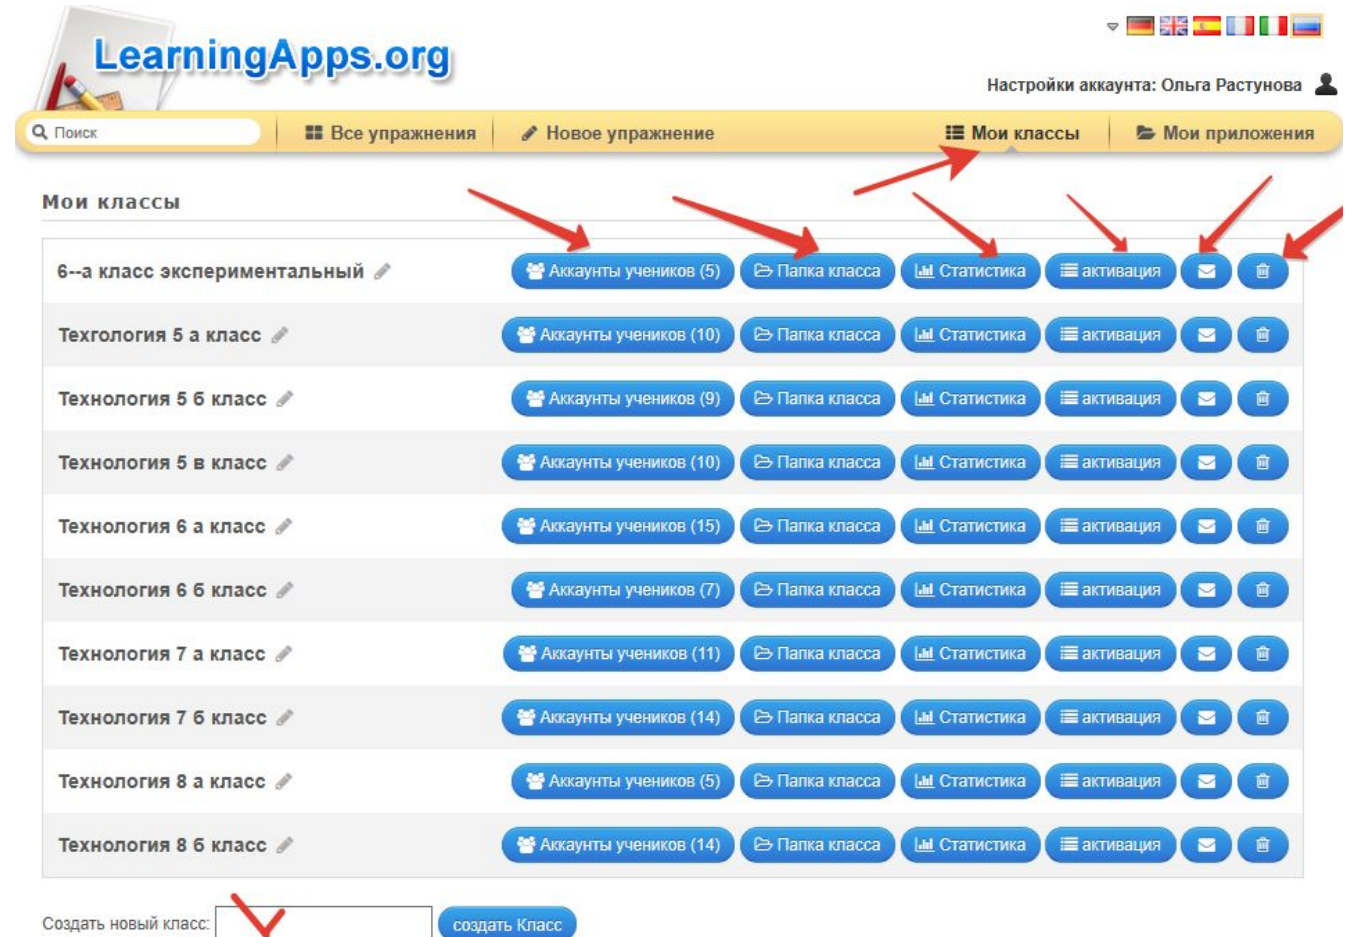 LearningApps.org
Настройки аккаунта: Ольга Растунова
Поиск Все упражнения Новое упражнение Мои классы Мои приложения
Мои классы
6--а класс экспериментальный Аккаунты учеников (5) Папка класса Статистика активация
Техгология 5 а класс Аккаунты учеников (10) Папка класса Статистика активация
Технология 5 б класс Аккаунты учеников (9) Папка класса Статистика активация
Технология 5 в класс Аккаунты учеников (10) Папка класса Статистика активация
Технология 6 а класс Аккаунты учеников (15) Папка класса Статистика активация
Технология 6 б класс Аккаунты учеников (7) Папка класса Статистика активация
Технология 7 а класс Аккаунты учеников (11) Папка класса Статистика активация
Технология 7 б класс Аккаунты учеников (14) Папка класса Статистика активация
Технология 8 а класс Аккаунты учеников (5) Папка класса Статистика активация
Технология 8 б класс Аккаунты учеников (14) Папка класса Статистика активация
Создать новый класс: создать Класс